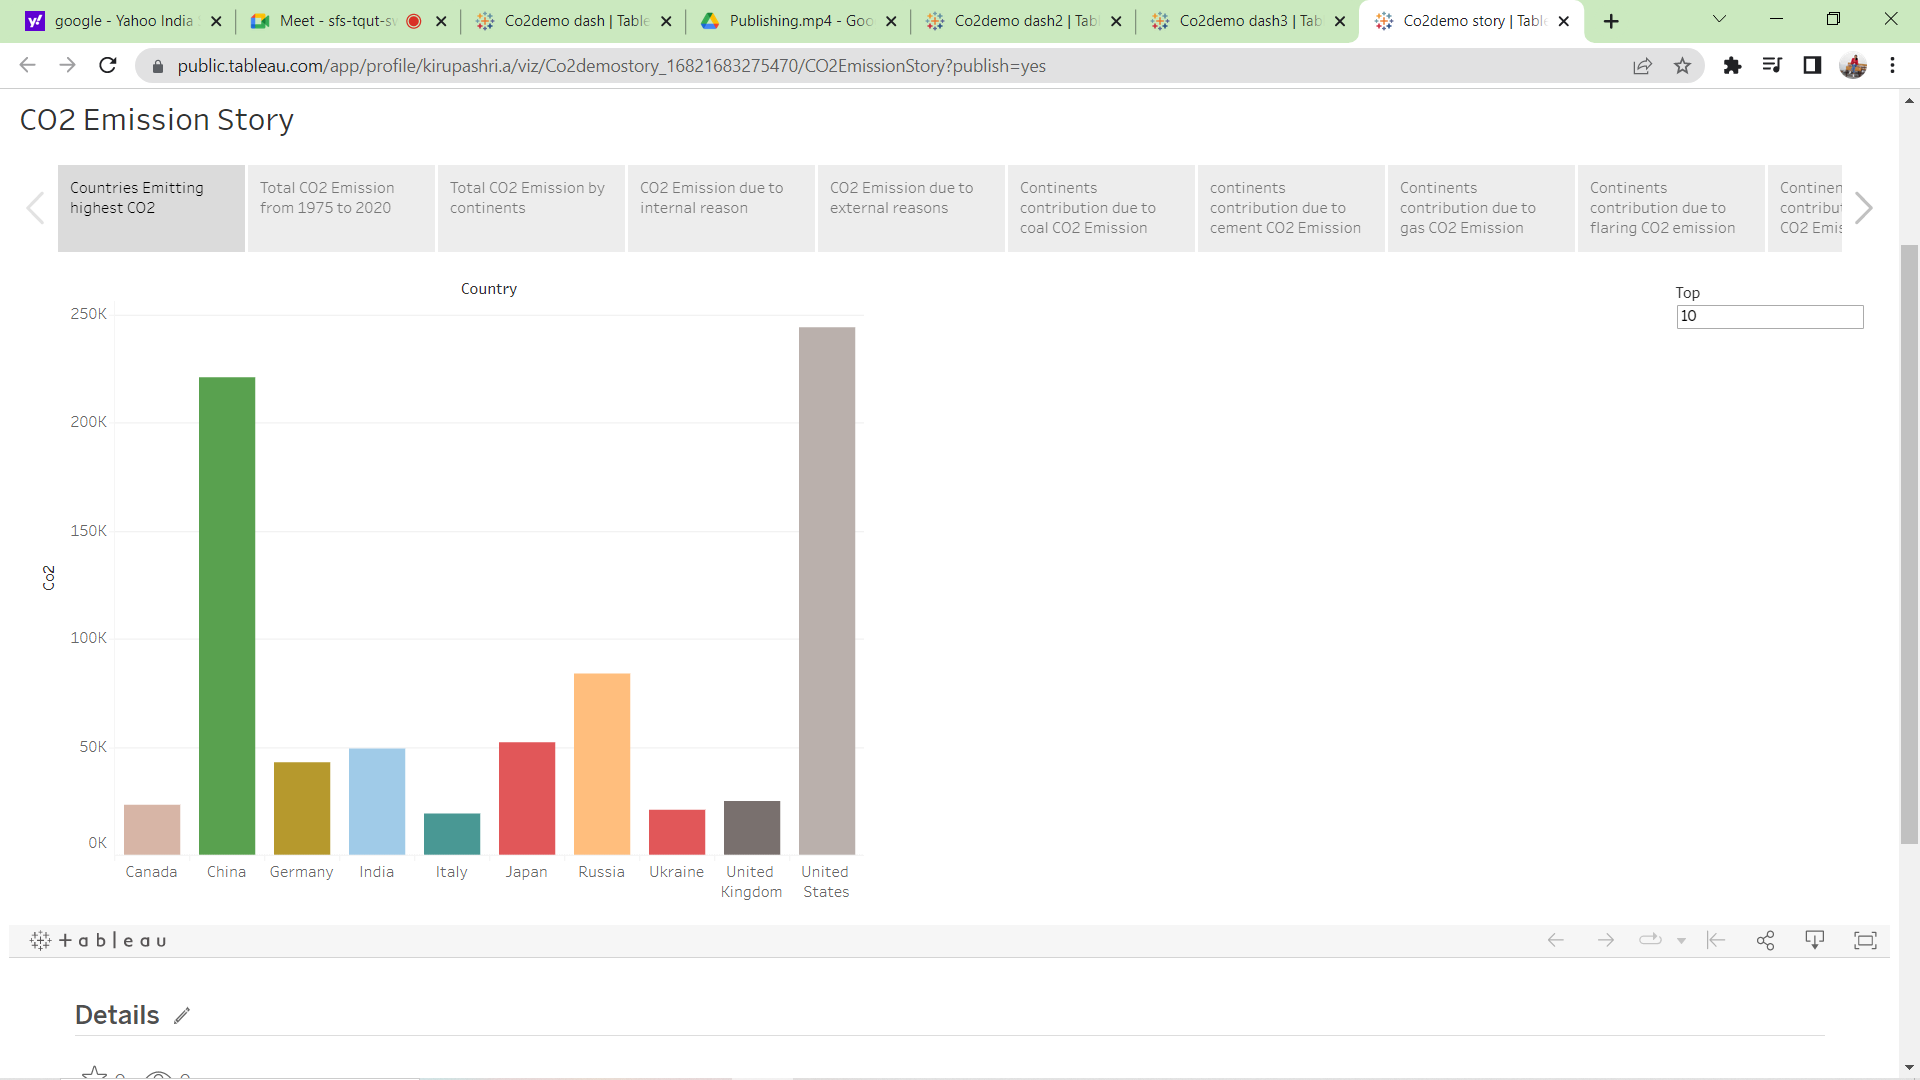 google - Yahoo India
Meet - sfs-tqut-sw
Co2demo dash | Table
Publishing.mp4 - Goo
Co2demo dash2 | Tab
Co2demo dash3 | Tab
Co2demo story | Table
public.tableau.com/app/profile/kirupashri.a/viz/Co2demostory_16821683275470/CO2EmissionStory?publish=yes
CO2 Emission Story
Countries Emitting
highest CO2
Total CO2 Emission
from 1975 to 2020
Total CO2 Emission by
continents
CO2 Emission due to
internal reason
CO2 Emission due to
external reasons
Continents
contribution due to
coal CO2 Emission
continents
contribution due to
cement CO2 Emission
Continents
contribution due to
gas CO2 Emission
Continents
contribution due to
flaring CO2 emission
Continen
contribut
CO2 Emis
Country
Top
10
250K
200K
150K
100K
50K
0K
Co2
Canada
China
Germany
India
Italy
Japan
Russia
Ukraine
United
Kingdom
United
States
+ableau
Details